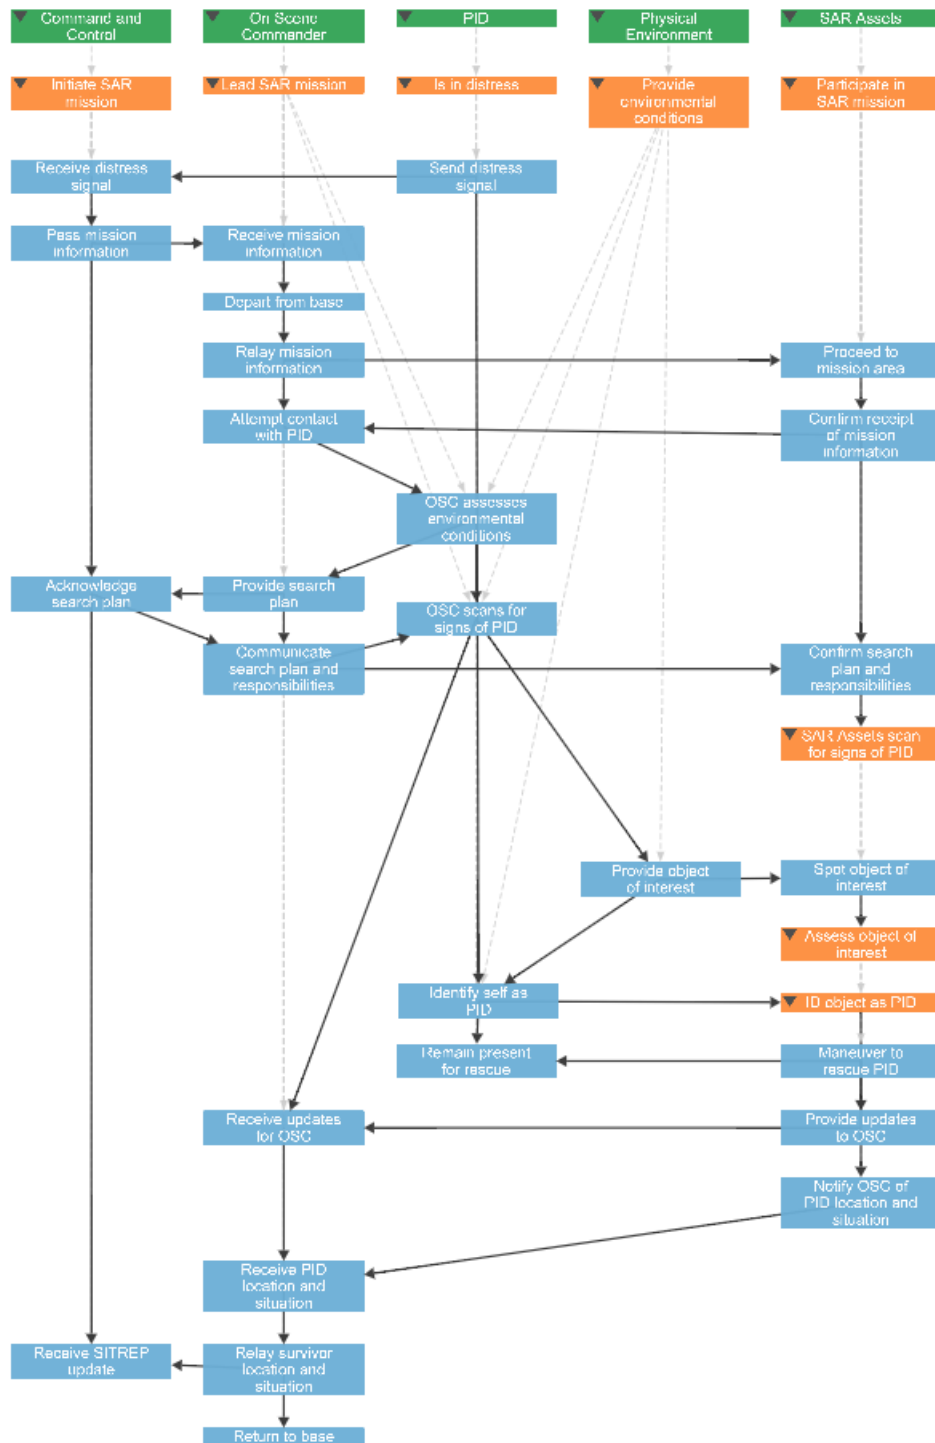 Command and
Control
On Scene
Commander
PID
Physical
Environment
SAR Assets
Initiate SAR
mission
Lead SAR mission
Is in distress
Provide
environmental
conditions
Participate in
SAR mission
Receive distress
signal
Send distress
signal
Pass mission
information
Receive mission
information
Depart from base
Relay mission
information
Proceed to
mission area
Attempt contact
with PID
Confirm receipt
of mission
information
OSC assesses
environmental
conditions
Acknowledge
search plan
Provide search
plan
OSC scans for
signs of PID
Communicate
search plan and
responsibilities
Confirm search
plan and
responsibilities
SAR Assets scan
for signs of PID
Provide object
of interest
Spot object of
interest
Assess object of
interest
Identify self as
PID
ID object as PID
Remain present
for rescue
Maneuver to
rescue PID
Receive updates
for OSC
Provide updates
to OSC
Notify OSC of
PID location and
situation
Receive PID
location and
situation
Receive SITREP
update
Relay survivor
location and
situation
Return to base